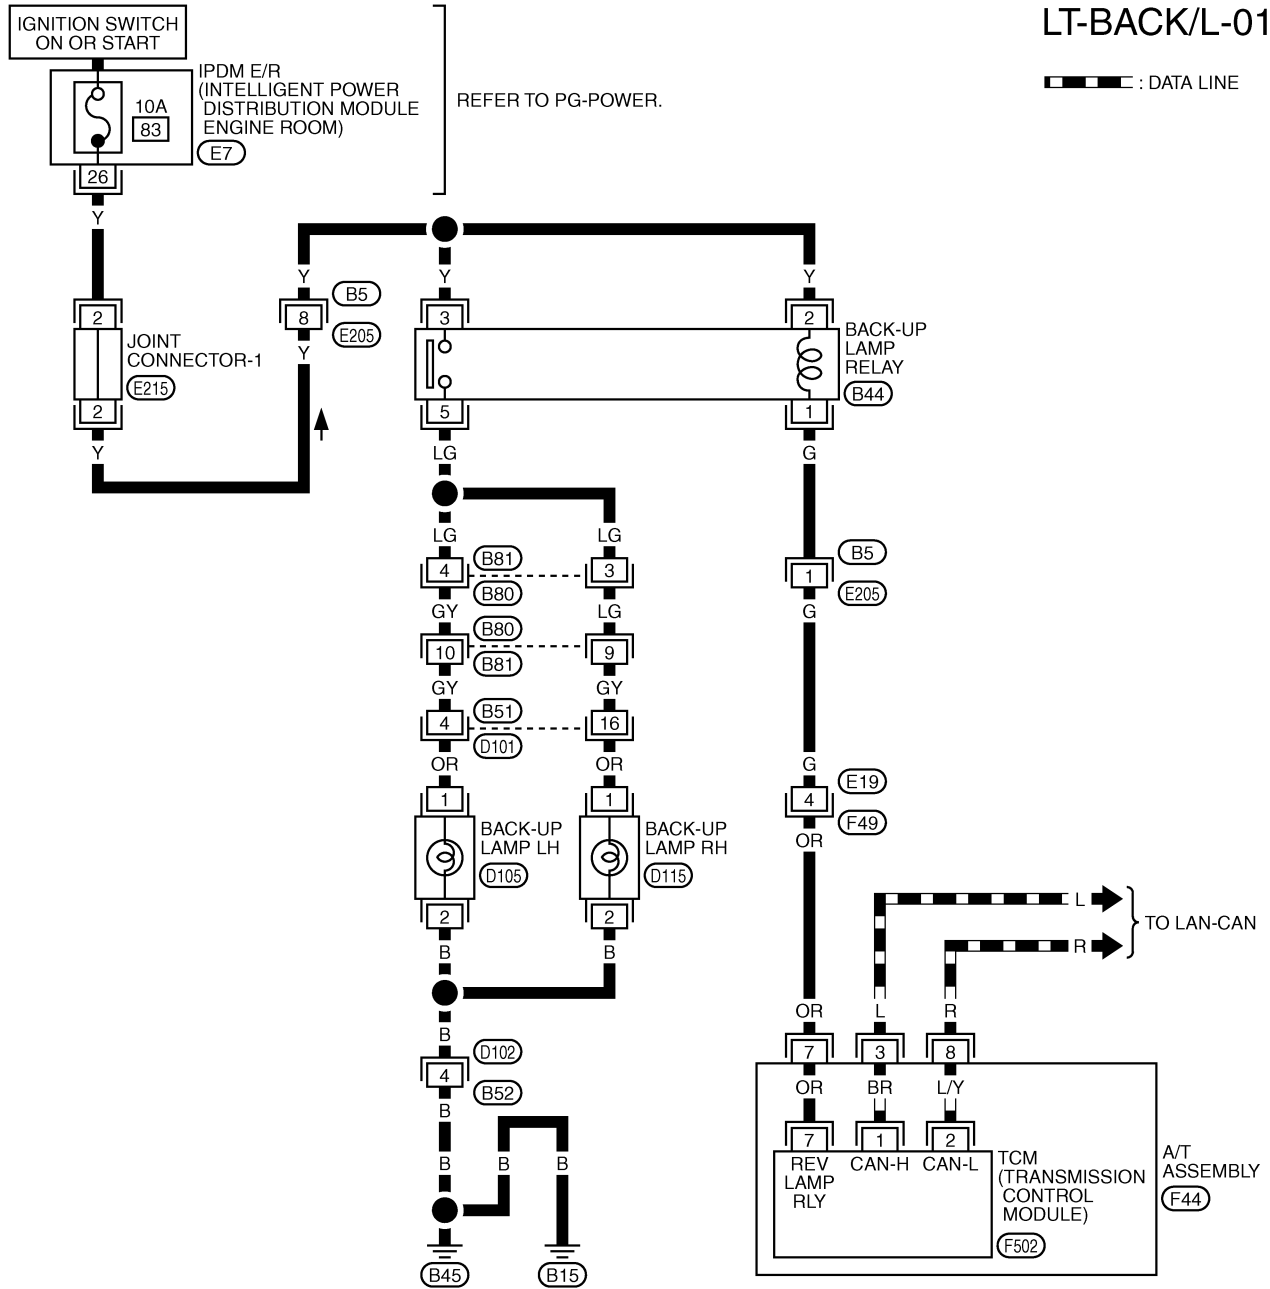 LT-BACK/L-01
: DATA LINE
IGNITION SWITCH
ON OR START
IPDM E/R
(INTELLIGENT POWER
DISTRIBUTION MODULE
ENGINE ROOM)
E7
10A
83
26
REFER TO PG-POWER.
Y
2
JOINT
CONNECTOR-1
E215
2
Y
Y
8
B5
E205
Y
Y
3
Y
2
BACK-UP
LAMP
RELAY
B44
5
1
LG
G
LG
LG
4
B81
B80
3
GY
LG
10
B80
B81
9
GY
GY
4
B51
D101
16
OR
OR
1
1
BACK-UP
LAMP LH
D105
BACK-UP
LAMP RH
D115
2
2
B
B
B
4
D102
B52
B
B
B
B
B45
B15
B5
1
E205
G
G
E19
4
F49
OR
L
R
TO LAN-CAN
OR
L
R
7
3
8
OR
BR
L/Y
7
1
2
REV
LAMP
RLY
CAN-H
CAN-L
TCM
(TRANSMISSION
CONTROL
MODULE)
F502
A/T
ASSEMBLY
F44